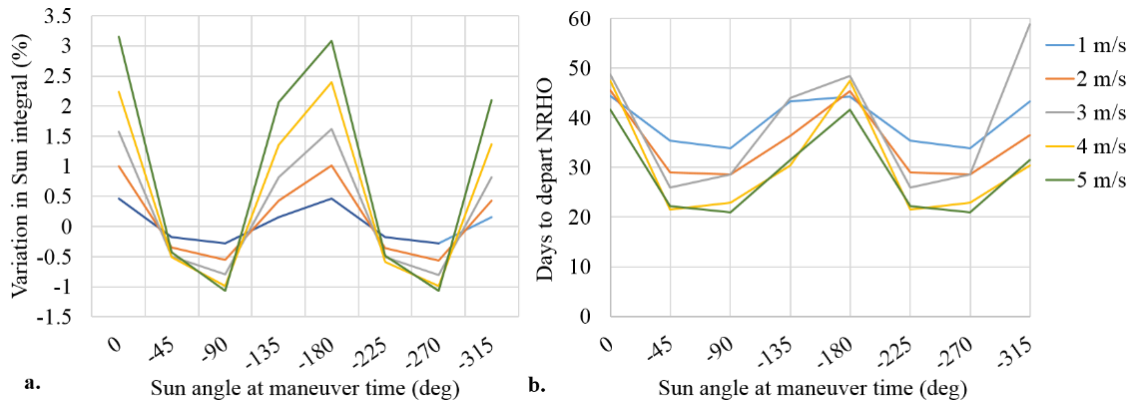 3.5
3
2.5
2
1.5
1
0.5
0
-0.5
-1
-1.5
Variation in Sun integral (%)
0 -45 -90 -135 -180 -225 -270 -315
a. Sun angle at maneuver time (deg)
60
50
40
30
20
10
0
Days to depart NRHO
0 -45 -90 -135 -180 -225 -270 -315
b. Sun angle at maneuver time (deg)
1 m/s
2 m/s
3 m/s
4 m/s
5 m/s